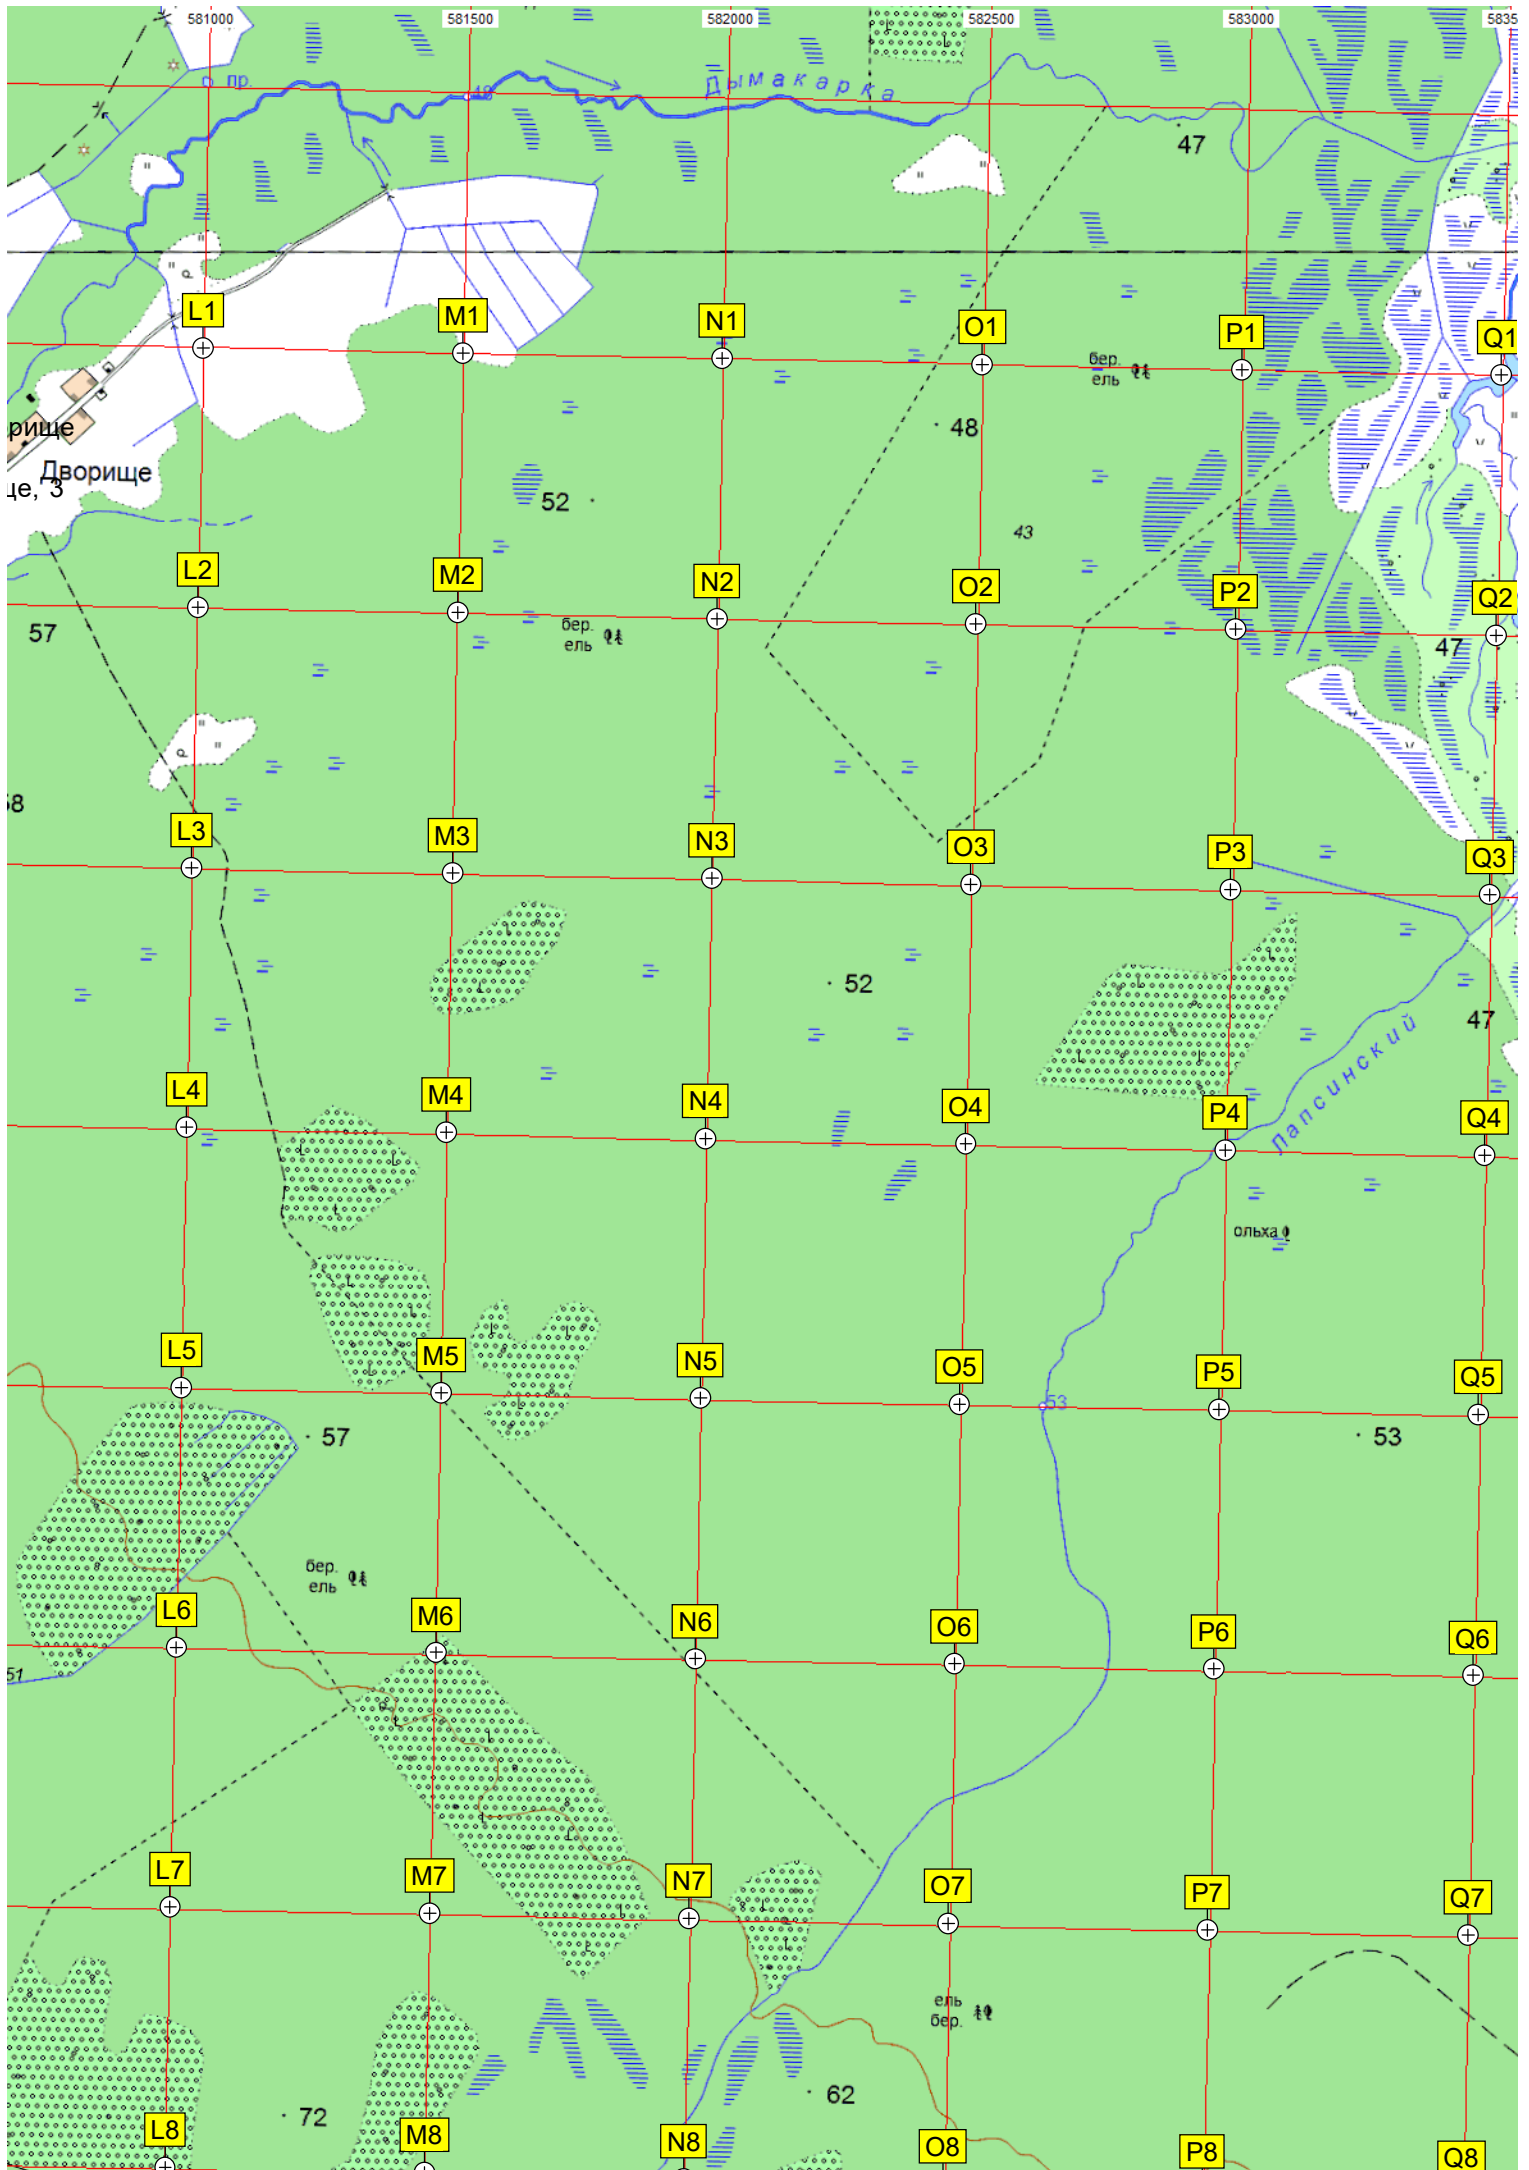 581000 581500 582000 582500 583000
пр.
48
Дымакарка
47
L1 M1 N1 O1 P1 Q1
бер.
ель
48
рище
Дворище
це, 3
52
43
L2 M2 N2 O2 P2 Q2
57
бер.
ель
47
L3 M3 N3 O3 P3 Q3
52
47
Лапсинский
L4 M4 N4 O4 P4 Q4
ольха
L5 M5 N5 O5 P5 Q5
53
57
53
бер.
ель
L6 M6 N6 O6 P6 Q6
51
L7 M7 N7 O7 P7 Q7
ель
бер.
62
72
L8 M8 N8 O8 P8 Q8